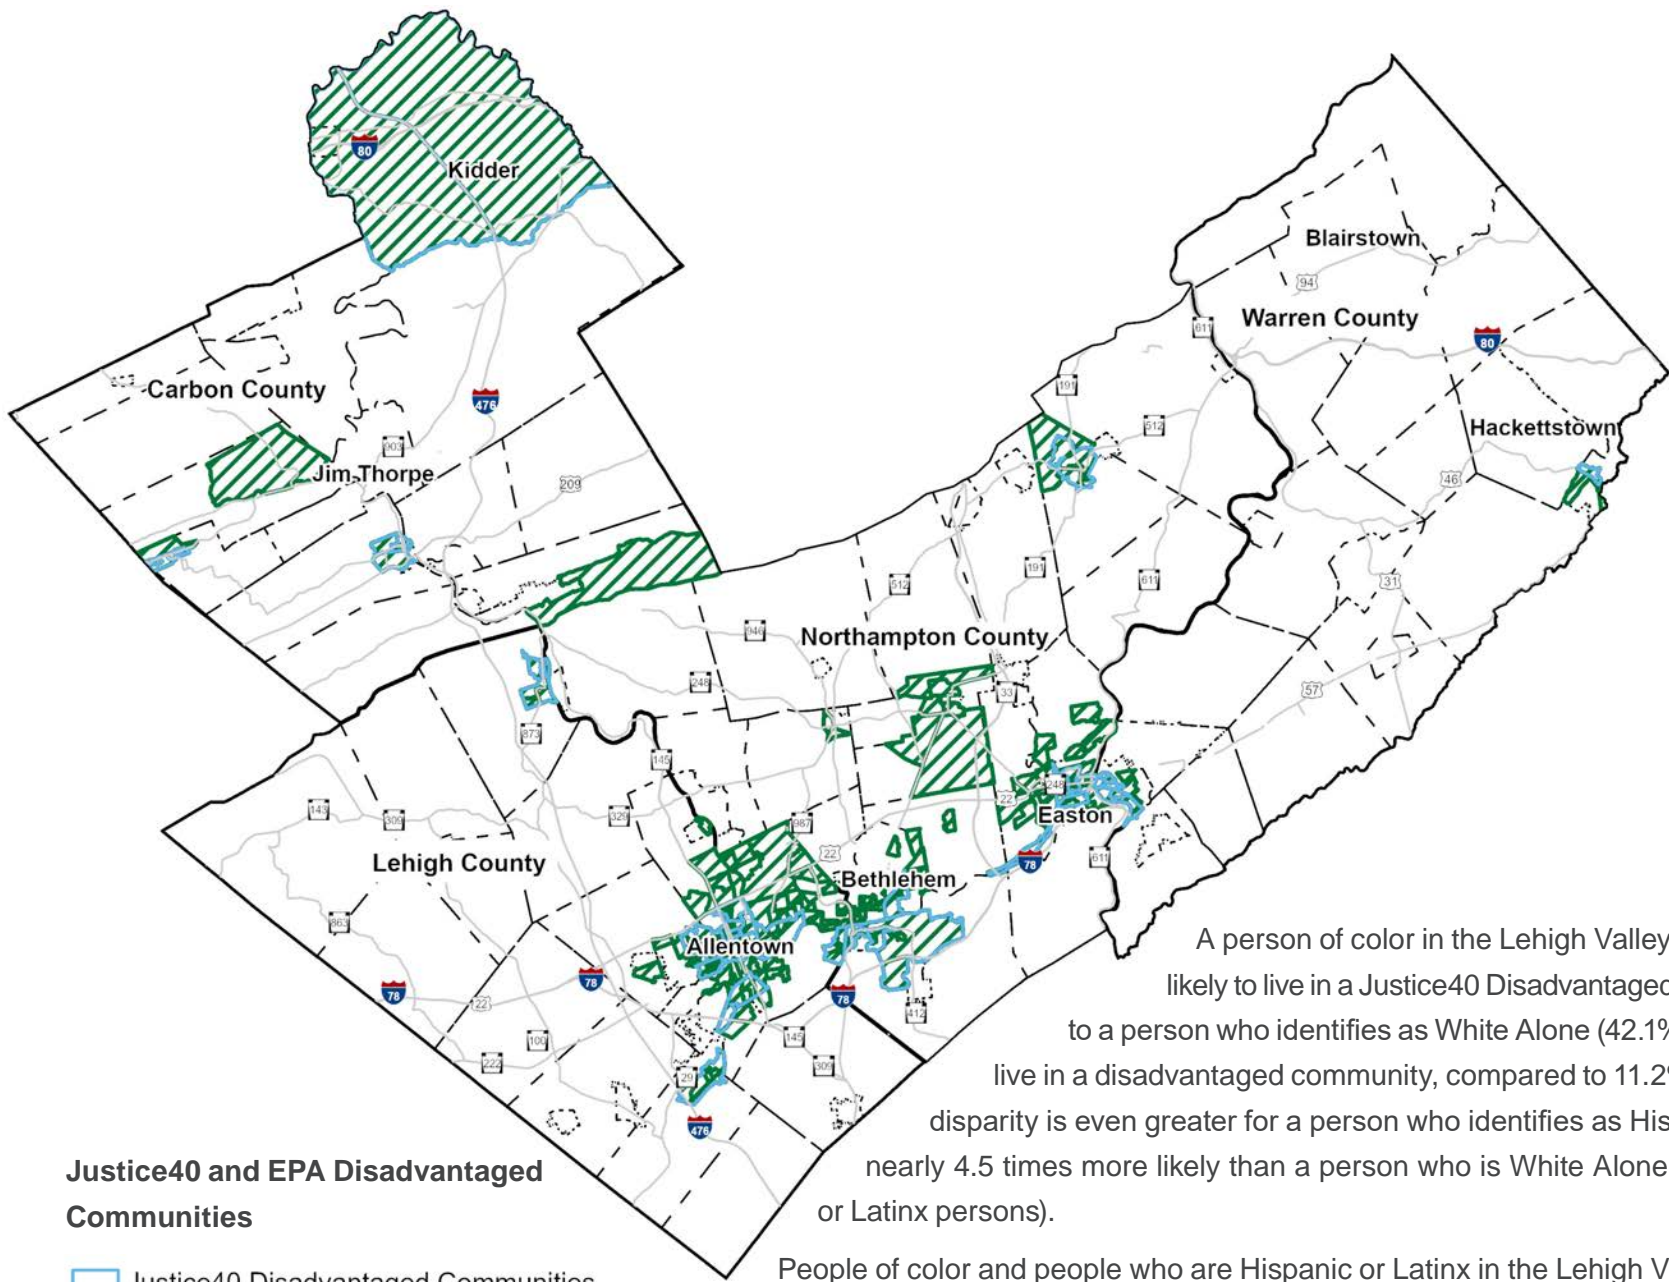 80
Kidder
Blairstown
94
611
Warren County
80
191
Carbon County
476
512
Hackettstown
903
Jim Thorpe
209
46
512
191
611
31
946
Northampton County
248
33
57
873
145
143
309
329
987
248
22
Easton
22
611
Lehigh County
78
Bethlehem
863
Allentown
78
78
22
78
412
100
145
222
309
29
476
A person of color in the Lehigh Valley
likely to live in a Justice40 Disadvantaged
to a person who identifies as White Alone (42.1%
live in a disadvantaged community, compared to 11.2%
disparity is even greater for a person who identifies as His
nearly 4.5 times more likely than a person who is White Alone
or Latinx persons).
People of color and people who are Hispanic or Latinx in the Lehigh V
Justice40 and EPA Disadvantaged
Communities
Justice40 Disadvantaged Communities